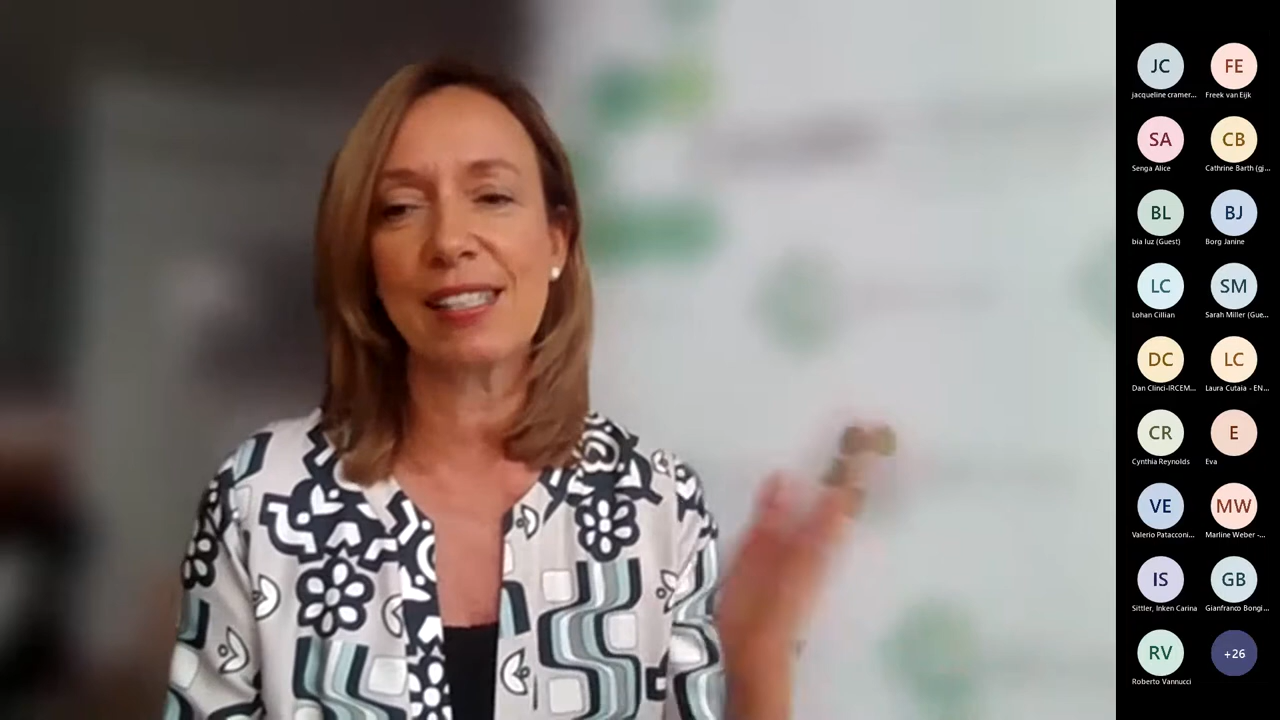 JC FE
jacqueline cramer... Freek van Eijk
SA CB
Senga Alice Cathrine Barth (gj...
BL BJ
bia luz (Guest) Borg Janine
LC SM
Lohan Cillian Sarah Miller (Gue...
DC LC
Dan Clinci-IRCEM... Laura Cutaia - EN...
CR E
Cynthia Reynolds Eva
VE MW
Valerio Patacconi... Marline Weber -...
IS GB
Sittler, Inken Carina Gianfranco Bongi...
RV +26
Roberto Vannucci